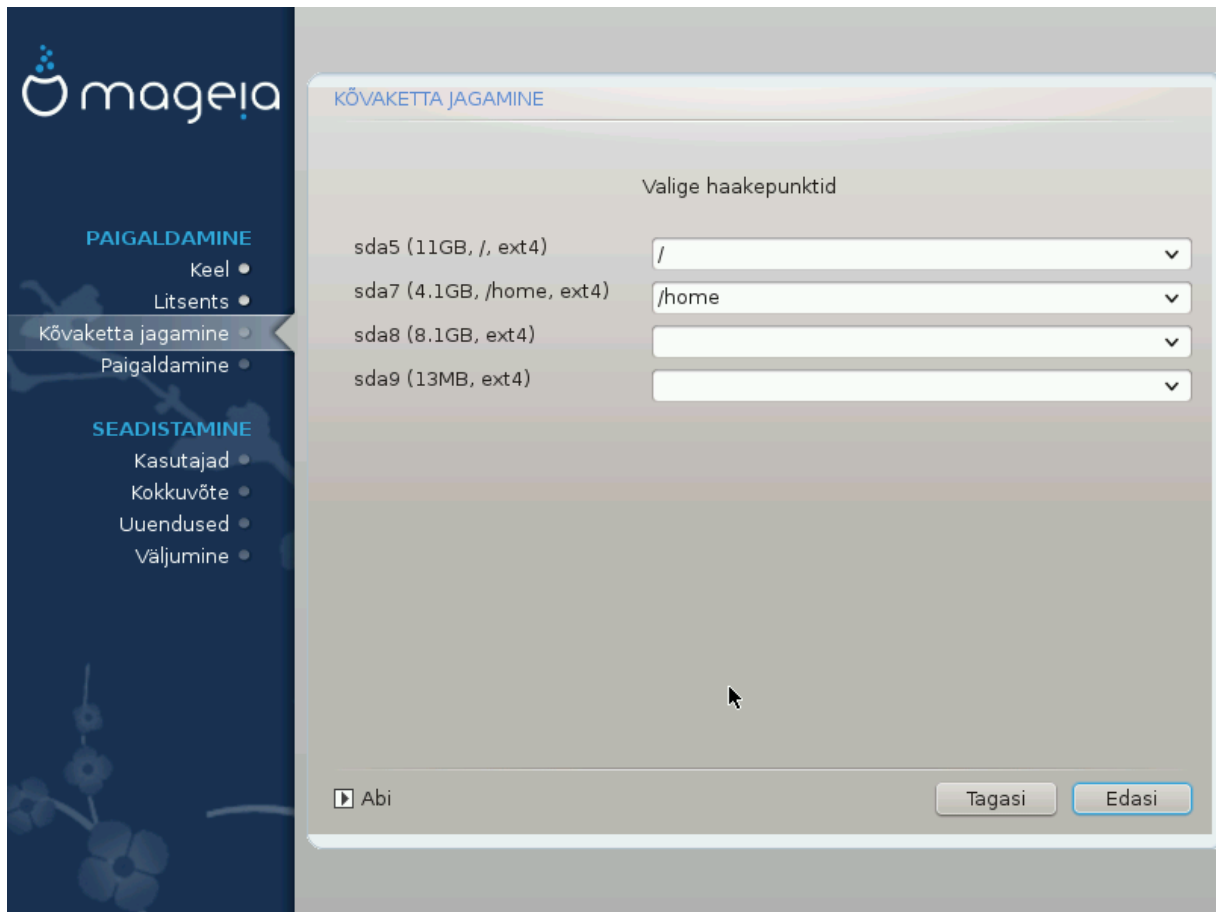 mageia
PAIGALDAMINE
Keel
Litsents
Kõvaketta jagamine
Paigaldamine
SEADISTAMINE
Kasutajad
Kokkuvõte
Uuendused
Väljumine
KÕVAKETTA JAGAMINE
Valige haakepunktid
sda5 (11GB, /, ext4) /
sda7 (4.1GB, /home, ext4) /home
sda8 (8.1GB, ext4)
sda9 (13MB, ext4)
Abi Tagasi Edasi